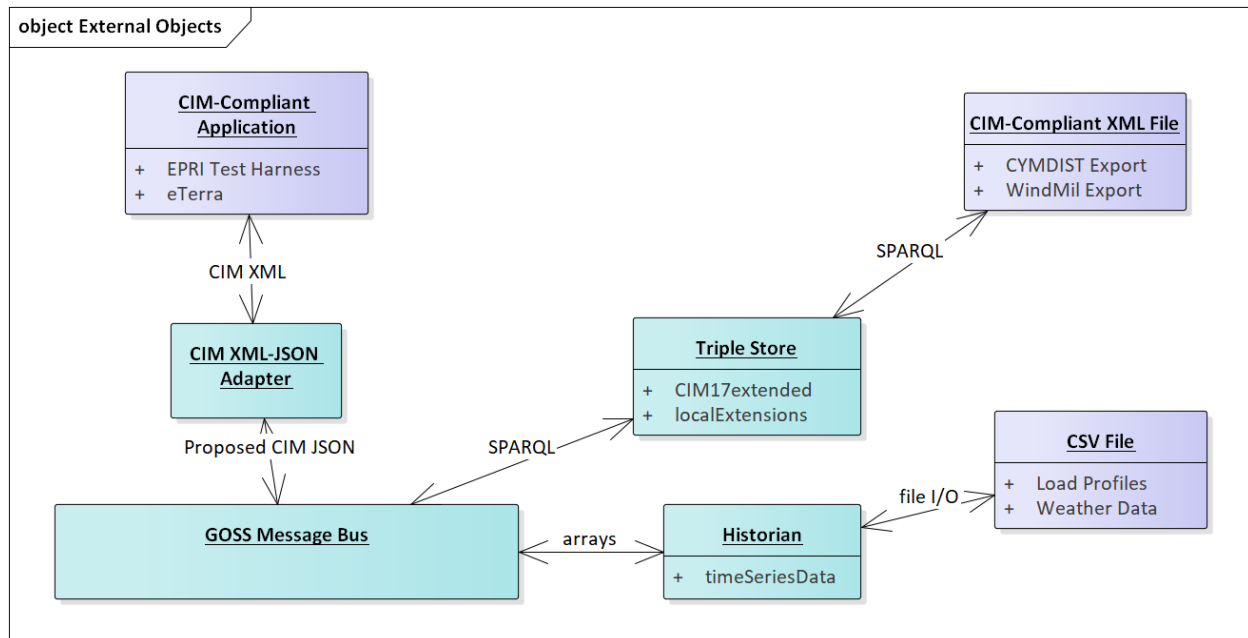 object External Objects
CIM-Compliant
Application
+ EPRI Test Harness
+ eTerra
CIM-Compliant XML File
+ CYMDIST Export
+ WindMil Export
SPARQL
CIM XML
CIM XML-JSON
Adapter
Triple Store
+ CIM17extended
+ localExtensions
Proposed CIM JSON
SPARQL
CSV File
+ Load Profiles
+ Weather Data
file I/O
GOSS Message Bus
arrays
Historian
+ timeSeriesData